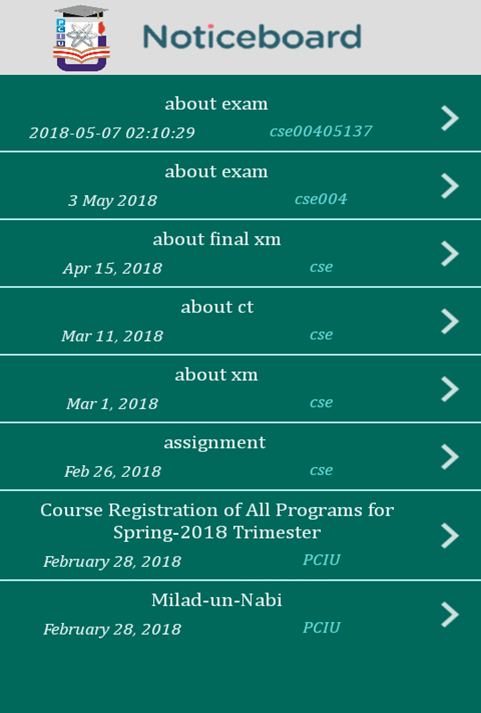 PCIU
Noticeboard
about exam
2018-05-07 02:10:29 cse00405137
about exam
3 May 2018 cse004
about final xm
Apr 15, 2018 cse
about ct
Mar 11, 2018 cse
about xm
Mar 1, 2018 cse
assignment
Feb 26, 2018 cse
Course Registration of All Programs for
Spring-2018 Trimester
February 28, 2018 PCIU
Milad-un-Nabi
February 28, 2018 PCIU